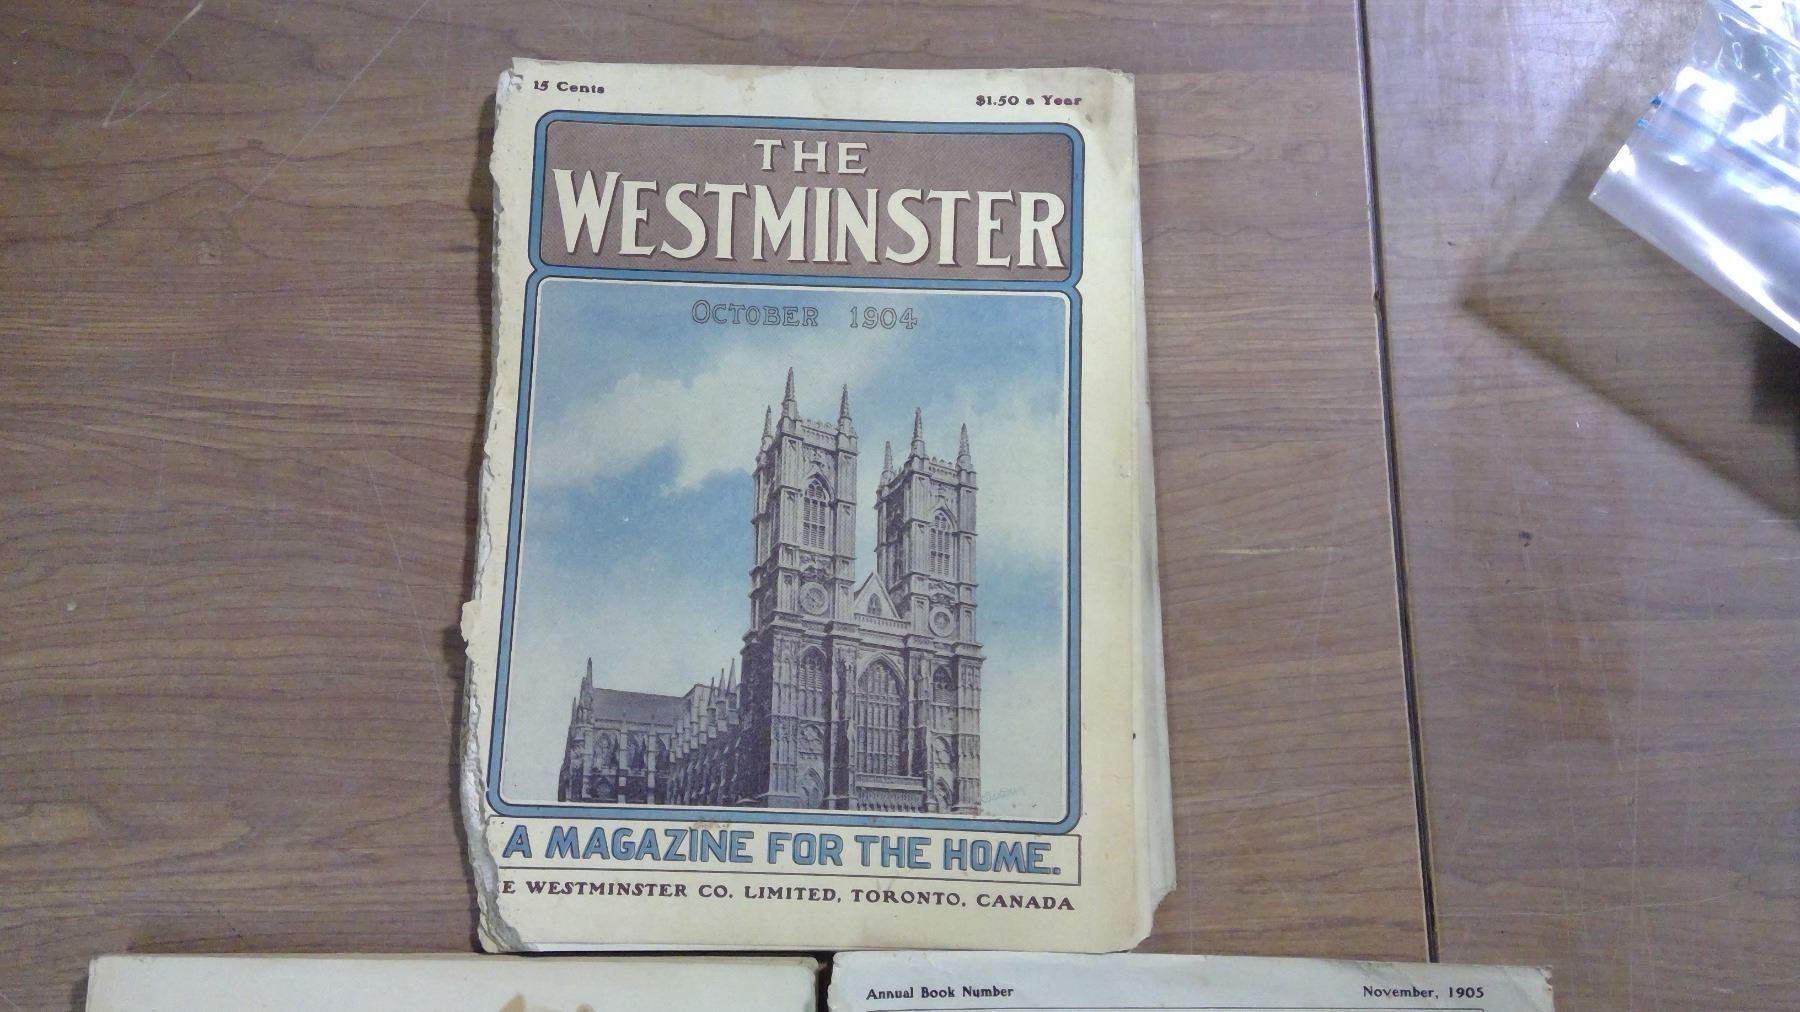 15 Cents
$1.50 a Year
THE
WESTMINSTER
OCTOBER 1904
A MAGAZINE FOR THE HOME.
E WESTMINSTER CO. LIMITED, TORONTO, CANADA
Annual Book Number
November, 1905